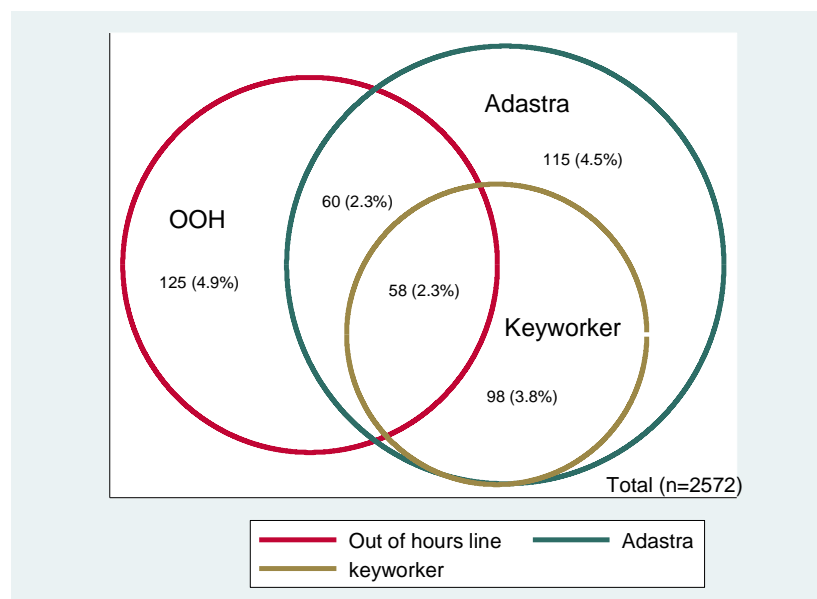 Adastra
115 (4.5%)
60 (2.3%)
OOH
125 (4.9%)
58 (2.3%)
Keyworker
98 (3.8%)
Total (n=2572)
Out of hours line
Adastra
keyworker